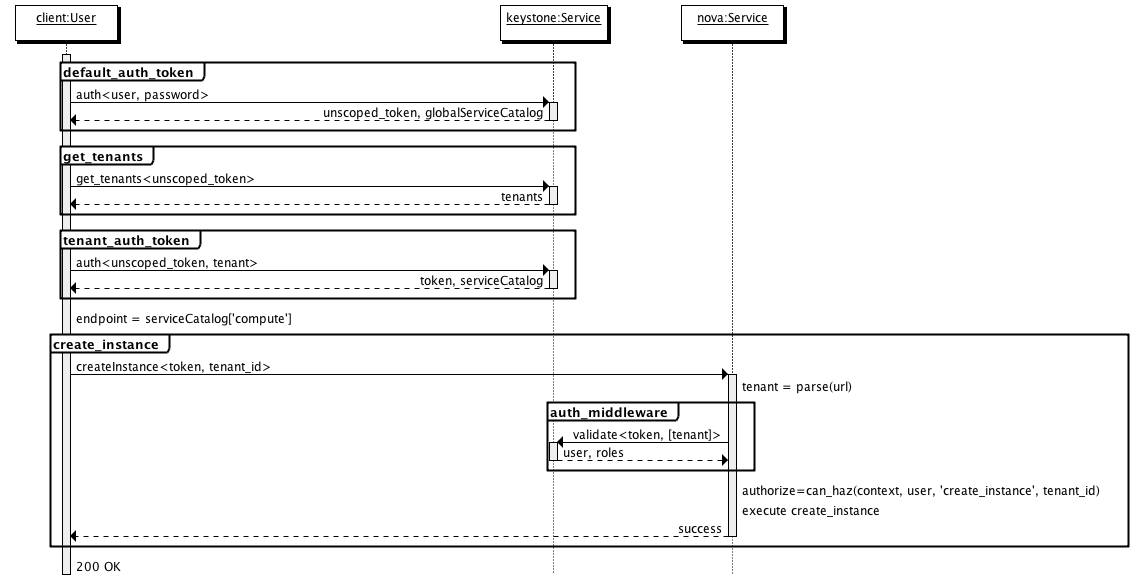 client:User
keystone:Service
nova:Service
default_auth_token
auth<user, password>
unscoped_token, globalServiceCatalog
get_tenants
get_tenants<unscoped_token>
tenants
tenant_auth_token
auth<unscoped_token, tenant>
token, serviceCatalog
endpoint = serviceCatalog['compute']
create_instance
createInstance<token, tenant_id>
tenant = parse(url)
auth_middleware
validate<token, [tenant]>
user, roles
authorize=can_haz(context, user, 'create_instance', tenant_id)
execute create_instance
success
200 OK